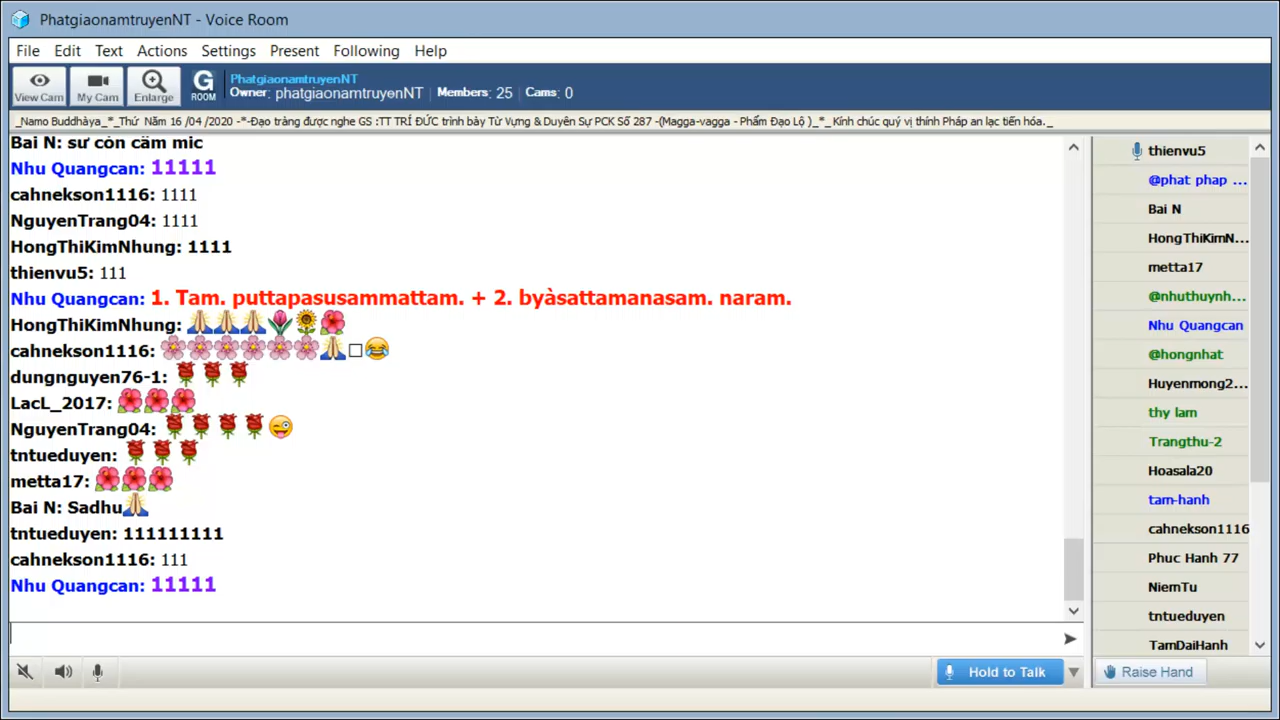 PhatgiaonamtruyenNT - Voice Room
File Edit Text Actions Settings Present Following Help
View Cam My Cam Enlarge G ROOM
PhatgiaonamtruyenNT
Owner: phatgiaonamtruyenNT Members: 25 Cams: 0
_Namo Buddhàya_*_Thứ Năm 16 /04 /2020 -*-Đạo tràng được nghe GS :TT TRÍ ĐỨC trình bày Từ Vựng & Duyên Sự PCK Số 287 -(Magga-vagga - Phẩm Đạo Lộ )_*_ Kính chúc quý vị thính Pháp an lạc tiến hóa._
Bai N: sư còn cầm mic
Nhu Quangcan: 11111
cahnekson1116: 1111
NguyenTrang04: 1111
HongThiKimNhung: 1111
thienvu5: 111
Nhu Quangcan: 1. Tam. puttapasusammattam. + 2. byàsattamanasam. naram.
HongThiKimNhung: 🙏🙏🙏🌷🌻🌺
cahnekson1116: 🌸🌸🌸🌸🌸🌸🙏□😂
dungnguyen76-1: 🌹🌹🌹
LacL_2017: 🌺🌺🌺
NguyenTrang04: 🌹🌹🌹🌹😜
tntueduyen: 🌹🌹🌹
metta17: 🌺🌺🌺
Bai N: Sadhu🙏
tntueduyen: 111111111
cahnekson1116: 111
Nhu Quangcan: 11111
thienvu5
@phat phap ...
Bai N
HongThiKimN...
metta17
@nhuthuynh...
Nhu Quangcan
@hongnhat
Huyenmong2...
thy lam
Trangthu-2
Hoasala20
tam-hanh
cahnekson1116
Phuc Hanh 77
NiemTu
tntueduyen
TamDaiHanh
Hold to Talk
Raise Hand